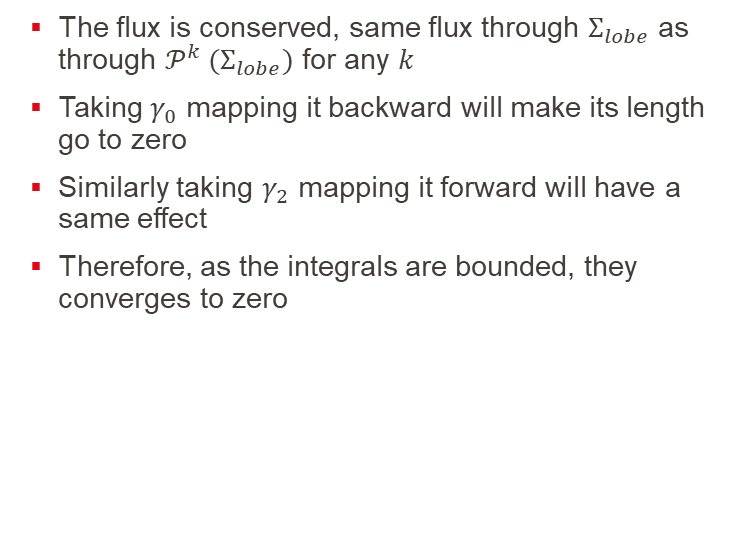 ▪ The flux is conserved, same flux through Σ_lobe as
through 𝒫^k (Σ_lobe) for any k
▪ Taking γ₀ mapping it backward will make its length
go to zero
▪ Similarly taking γ₂ mapping it forward will have a
same effect
▪ Therefore, as the integrals are bounded, they
converges to zero